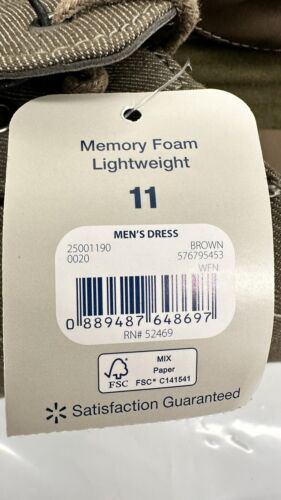 Memory Foam
Lightweight
11
MEN'S DRESS
25001190 BROWN
0020 576795453
WFN
0 889487 648697
RN# 52469
FSC
MIX
Paper
FSC® C141541
Satisfaction Guaranteed